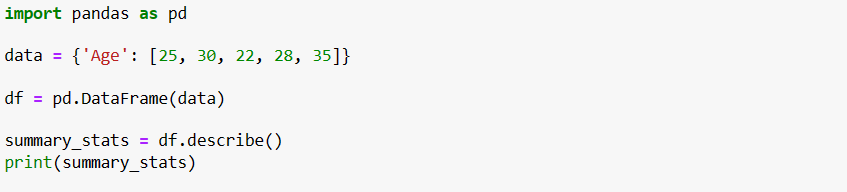 import pandas as pd
data = {'Age': [25, 30, 22, 28, 35]}
df = pd.DataFrame(data)
summary_stats = df.describe()
print(summary_stats)